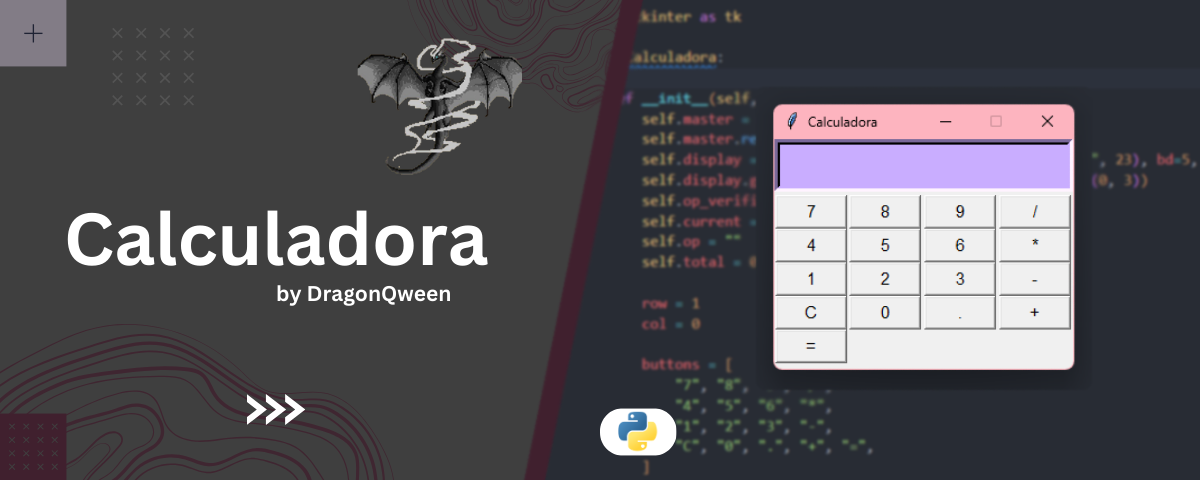 Calculadora
by DragonQween
kinter as tk
alculadora:
__init__(self,
self.master =
self.master.re
self.display =
", 23), bd=5,
self.display.g
(0, 3))
self.op_verifi
self.current =
self.op = ""
self.total = 0
row = 1
col = 0
buttons = [
"7", "8",
"4", "5", "6", "*",
"1", "2", "3", "-",
"C", "0", ".", "+", "=",
]
Calculadora
7 8 9 /
4 5 6 *
1 2 3 -
C 0 . +
=